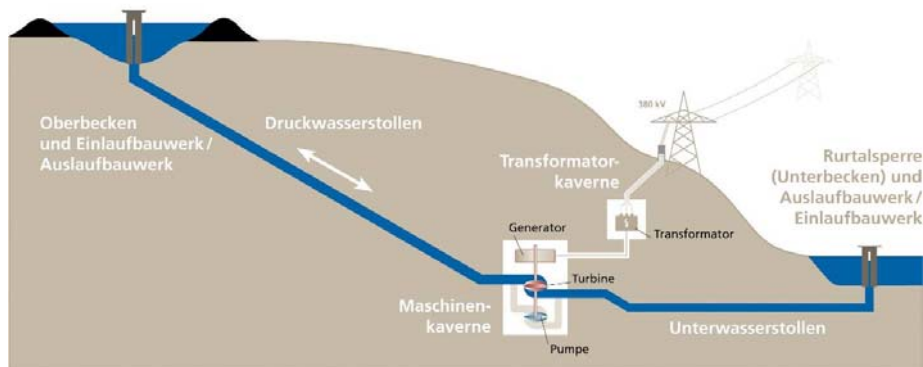 380 kV
Oberbecken
und Einlaufbauwerk/
Auslaufbauwerk
Druckwasserstollen
Transformator-
kaverne
Rurtalsperre
(Unterbecken) und
Auslaufbauwerk/
Einlaufbauwerk
Generator
Transformator
Turbine
Maschinen-
kaverne
Pumpe
Unterwasserstollen